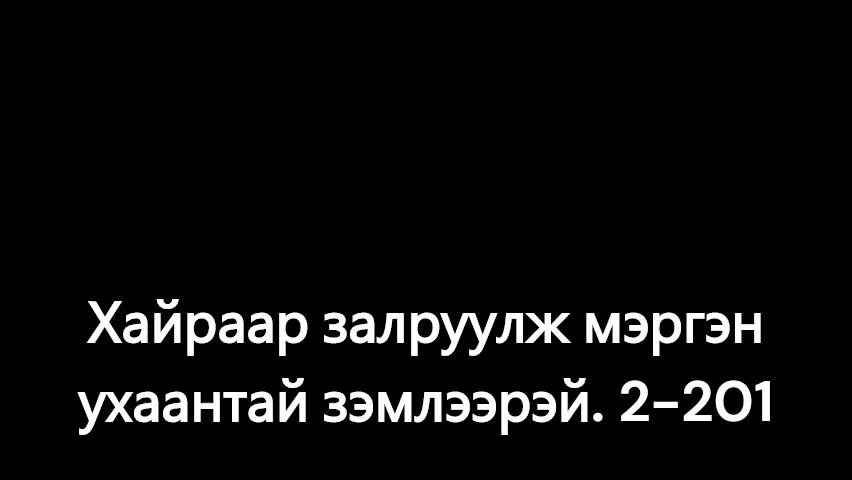 Хайраар залруулж мэргэн
ухаантай зэмлээрэй. 2-201